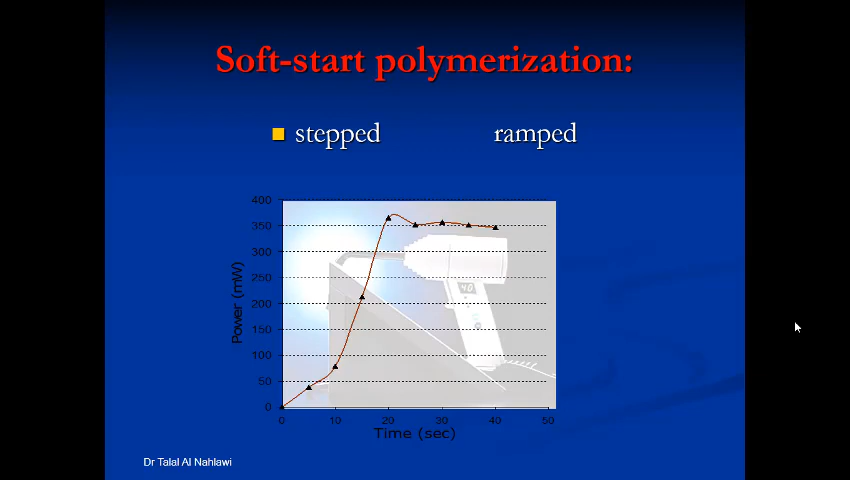 Soft-start polymerization:
stepped ramped
400
350
300
250
200
150
100
50
0
Power (mW)
40
0 10 20 30 40 50
Time (sec)
Dr Talal Al Nahlawi